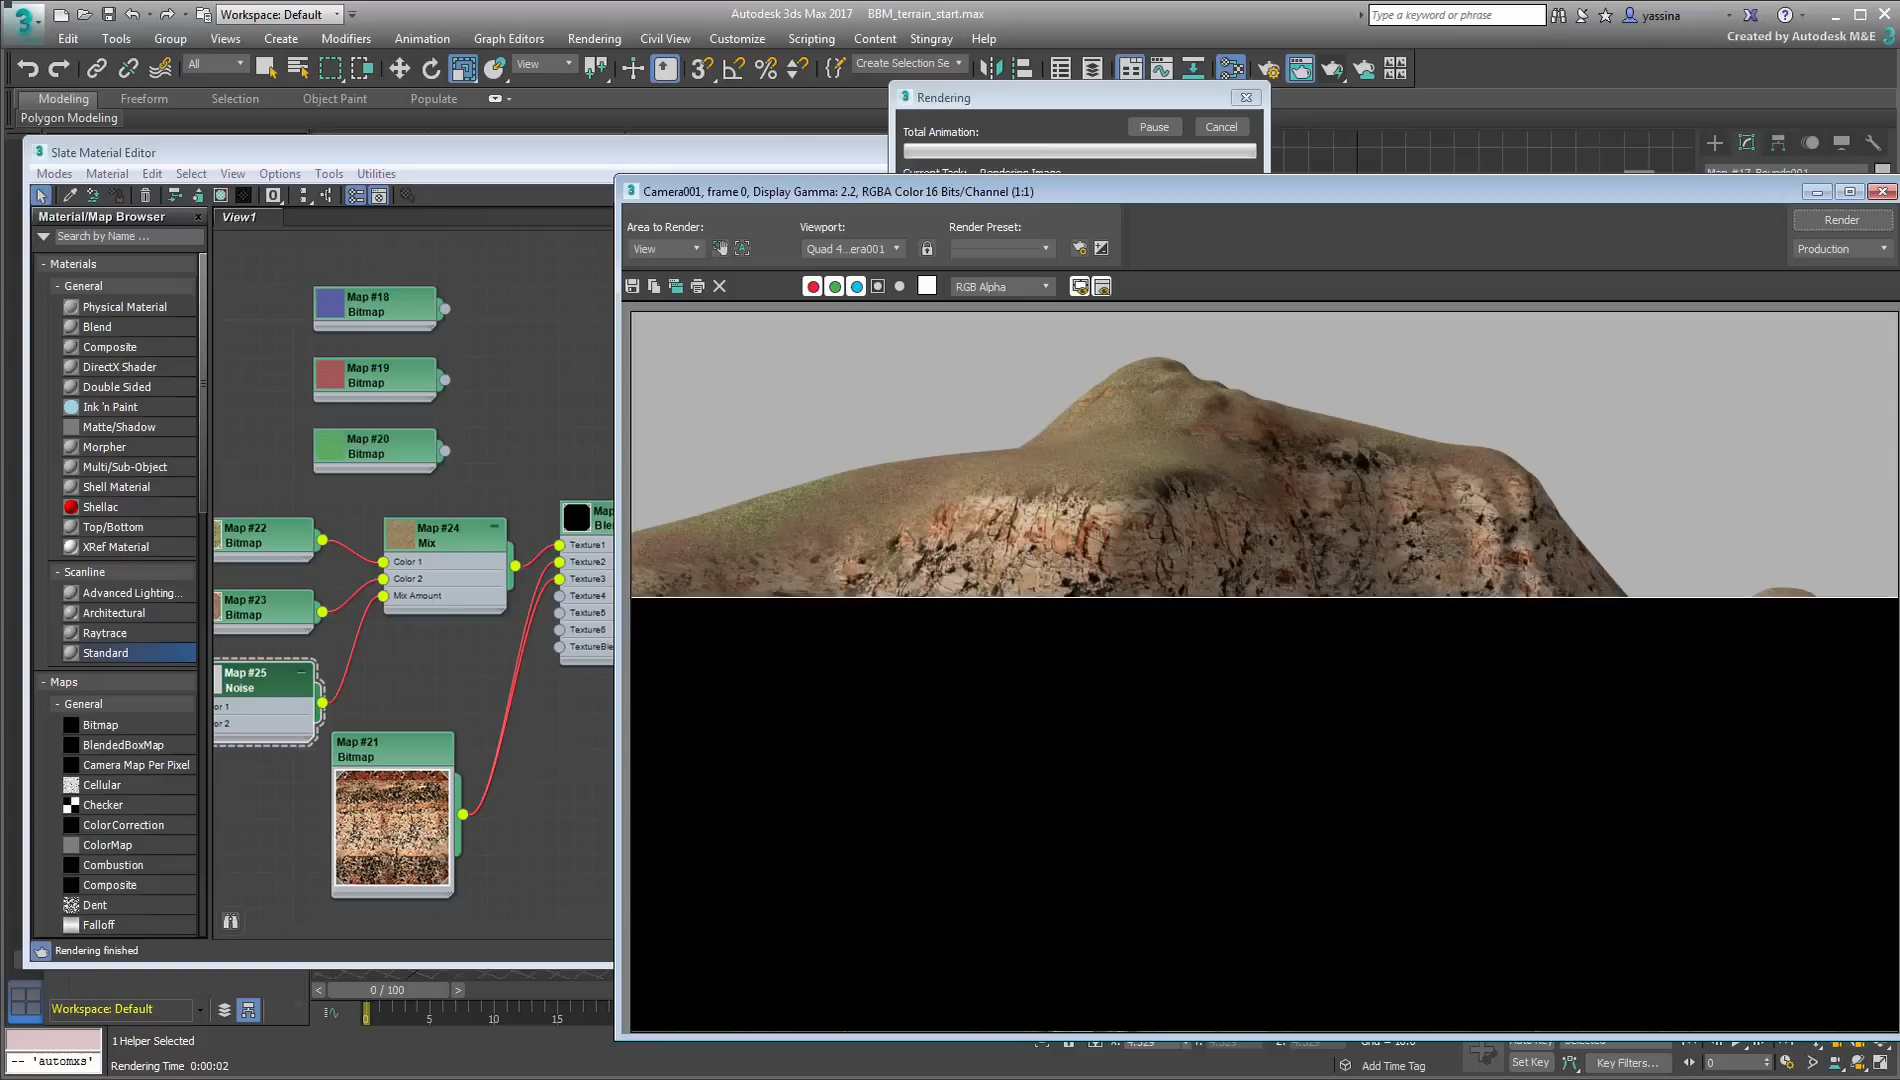 Workspace: Default
Autodesk 3ds Max 2017 BBM_terrain_start.max
Type a keyword or phrase
yassina
Edit Tools Group Views Create Modifiers Animation Graph Editors Rendering Civil View Customize Scripting Content Stingray Help
Created by Autodesk M&E
All
View
Create Selection Se
Modeling Freeform Selection Object Paint Populate
Polygon Modeling
Rendering
Total Animation:
Pause
Cancel
Slate Material Editor
Modes Material Edit Select View Options Tools Utilities
Material/Map Browser
Search by Name ...
- Materials
- General
Physical Material
Blend
Composite
DirectX Shader
Double Sided
Ink 'n Paint
Matte/Shadow
Morpher
Multi/Sub-Object
Shell Material
Shellac
Top/Bottom
XRef Material
- Scanline
Advanced Lighting...
Architectural
Raytrace
Standard
- Maps
- General
Bitmap
BlendedBoxMap
Camera Map Per Pixel
Cellular
Checker
ColorCorrection
ColorMap
Combustion
Composite
Dent
Falloff
Rendering finished
View1
Map #18
Bitmap
Map #19
Bitmap
Map #20
Bitmap
Map #22
Bitmap
Map #23
Bitmap
Map #24
Mix
Color 1
Color 2
Mix Amount
Map #25
Noise
or 1
or 2
Map #21
Bitmap
Map
Ble
Texture1
Texture2
Texture3
Texture4
Texture5
Texture6
TextureBle
Camera001, frame 0, Display Gamma: 2.2, RGBA Color 16 Bits/Channel (1:1)
Area to Render:
View
Viewport:
Quad 4...era001
Render Preset:
Render
Production
RGB Alpha
0 / 100
0 5 10 15
Workspace: Default
1 Helper Selected
-- 'automxs'
Rendering Time 0:00:02
Add Time Tag
Set Key
Key Filters...
0